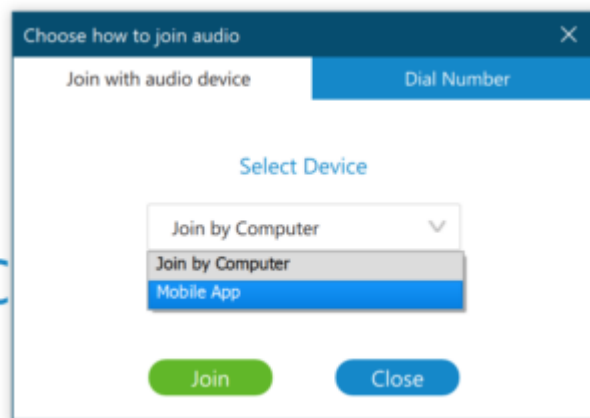 Choose how to join audio
Join with audio device
Dial Number
Select Device
Join by Computer
Join by Computer
Mobile App
Join
Close